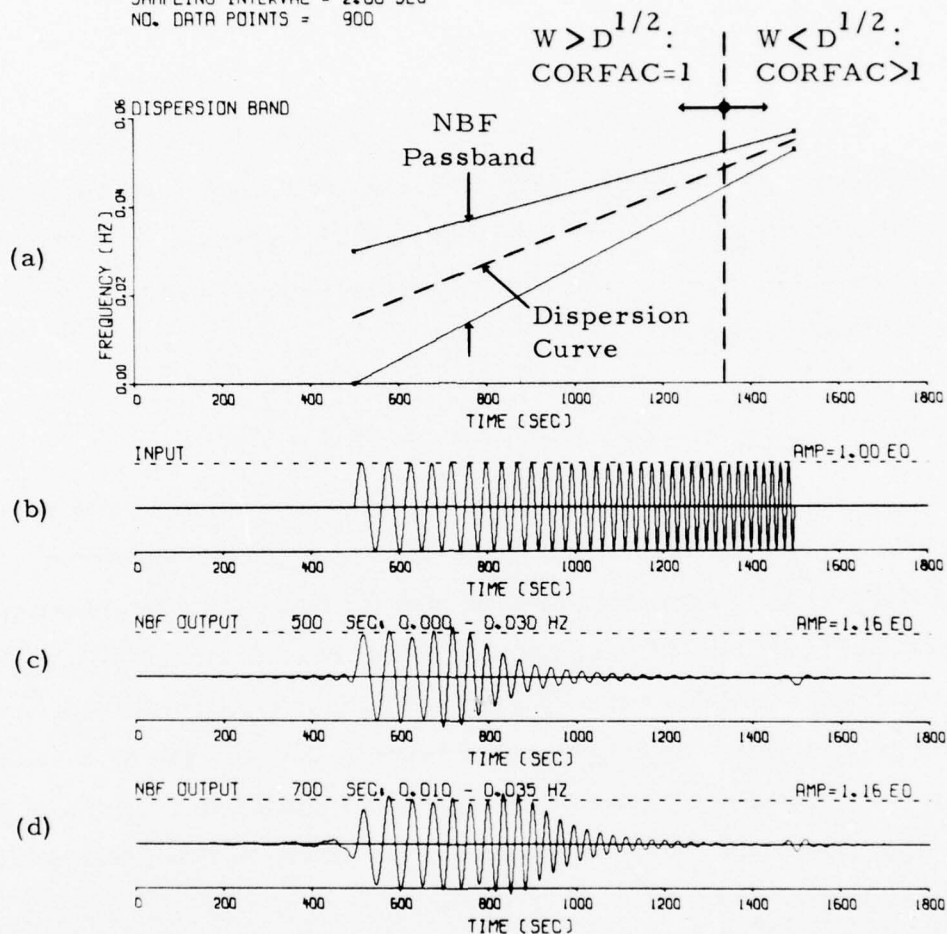 SAMPLING INTERVAL = 2.00 SEC
NO. DATA POINTS = 900
W > D^1/2 :
CORFAC=1
W < D^1/2 :
CORFAC>1
DISPERSION BAND
NBF
Passband
Dispersion
Curve
(a)
FREQUENCY (HZ)
0.00 0.02 0.04 0.06
0 200 400 600 800 1000 1200 1400 1600 1800
TIME (SEC)
INPUT AMP=1.00 E0
(b)
0 200 400 600 800 1000 1200 1400 1600 1800
TIME (SEC)
NBF OUTPUT 500 SEC, 0.000 - 0.030 HZ AMP=1.16 E0
(c)
0 200 400 600 800 1000 1200 1400 1600 1800
TIME (SEC)
NBF OUTPUT 700 SEC, 0.010 - 0.035 HZ AMP=1.16 E0
(d)
0 200 400 600 800 1000 1200 1400 1600 1800
TIME (SEC)